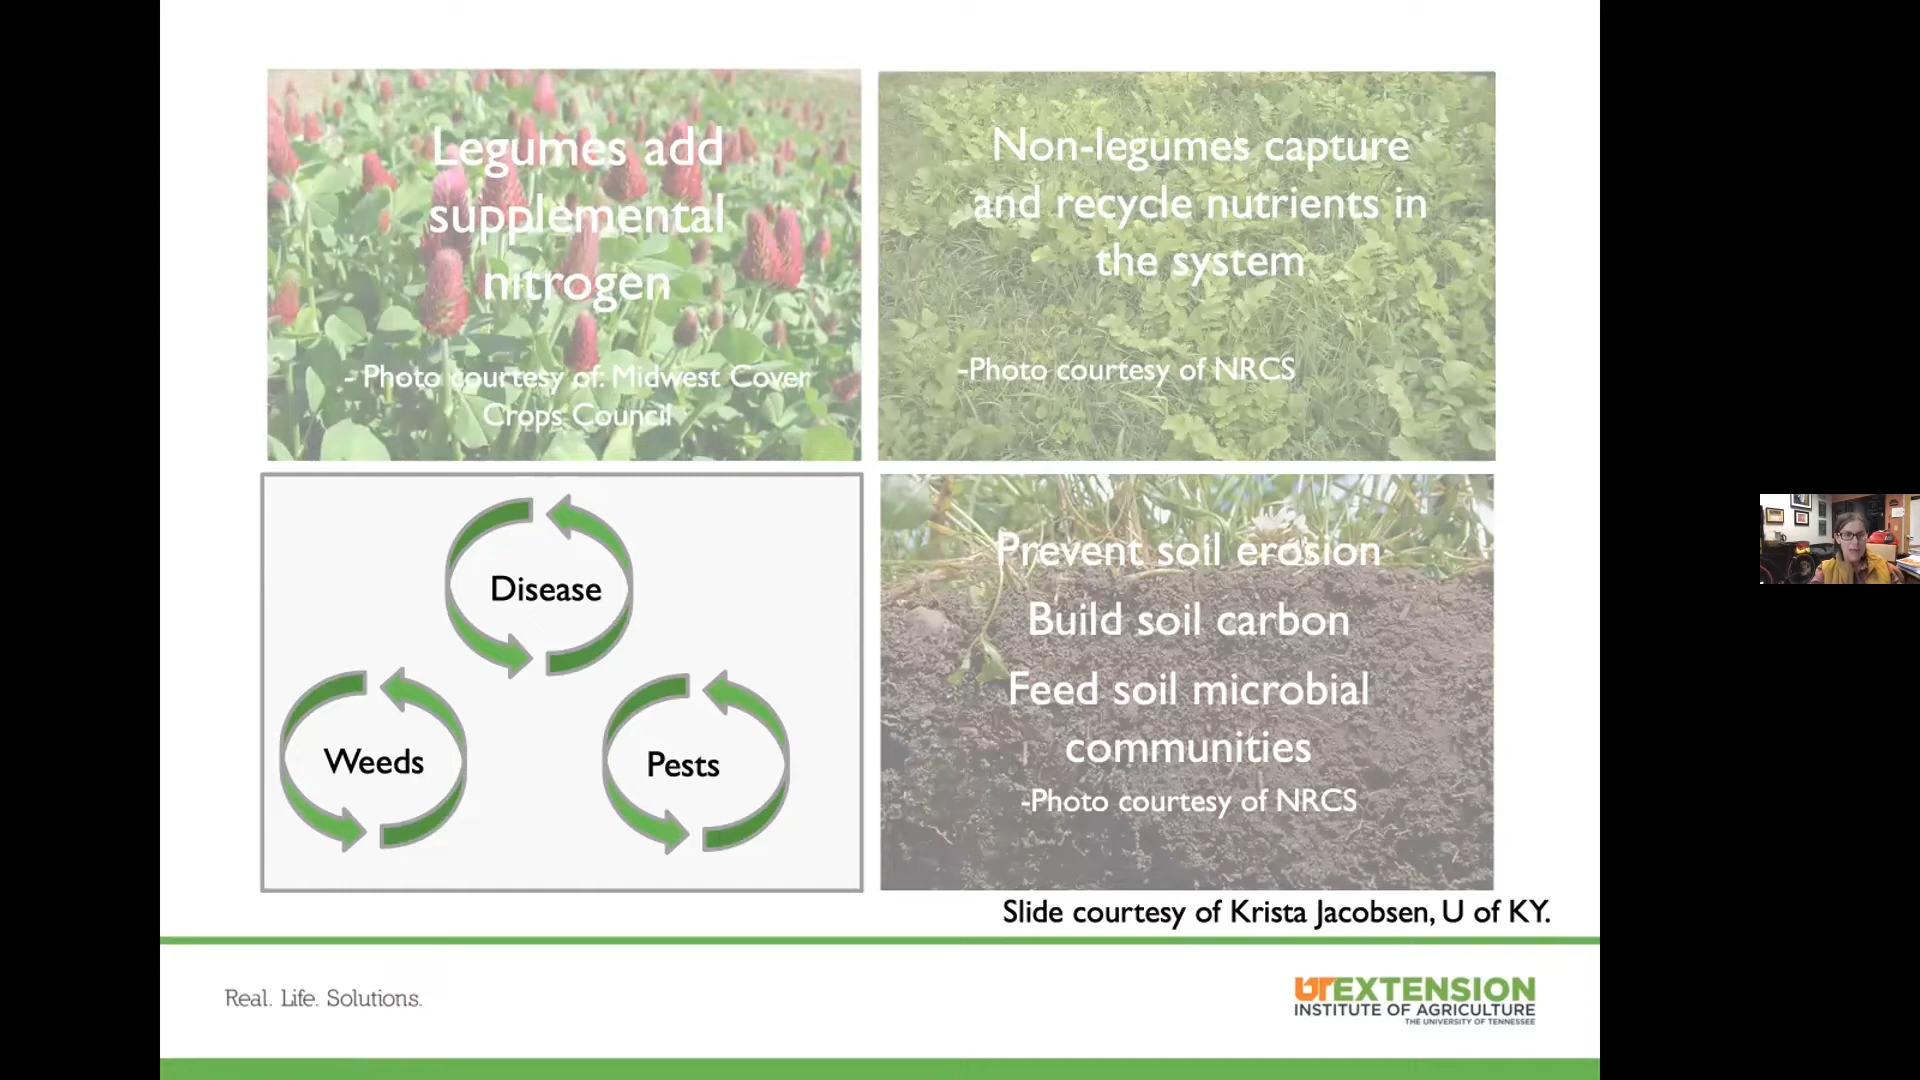 Legumes add
supplemental
nitrogen
- Photo courtesy of: Midwest Cover
Crops Council
Non-legumes capture
and recycle nutrients in
the system
-Photo courtesy of NRCS
Disease
Weeds
Pests
Prevent soil erosion
Build soil carbon
Feed soil microbial
communities
-Photo courtesy of NRCS
Slide courtesy of Krista Jacobsen, U of KY.
Real. Life. Solutions.
UT EXTENSION
INSTITUTE OF AGRICULTURE
THE UNIVERSITY OF TENNESSEE